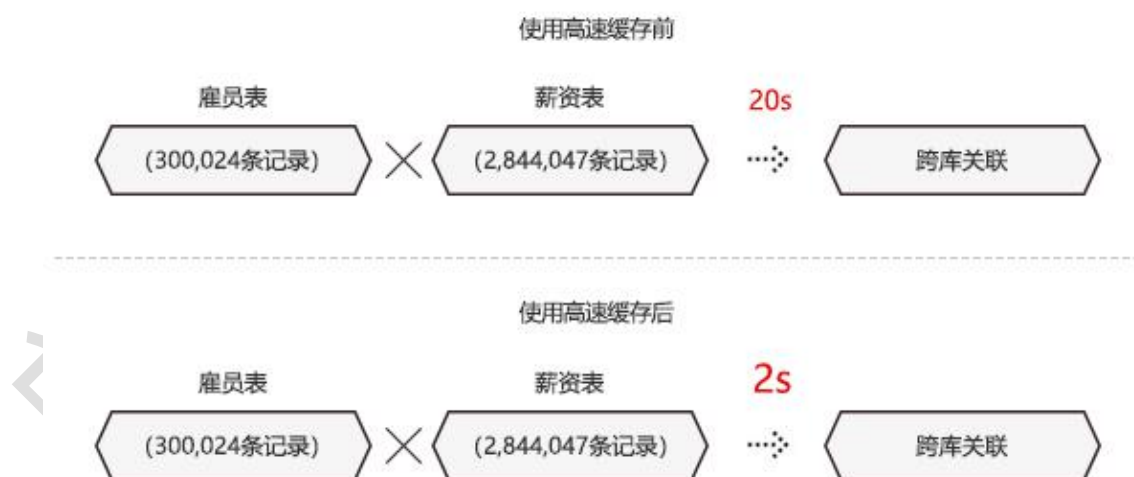 使用高速缓存前
雇员表 薪资表 20s
(300,024条记录) (2,844,047条记录) 跨库关联
使用高速缓存后
雇员表 薪资表 2s
(300,024条记录) (2,844,047条记录) 跨库关联